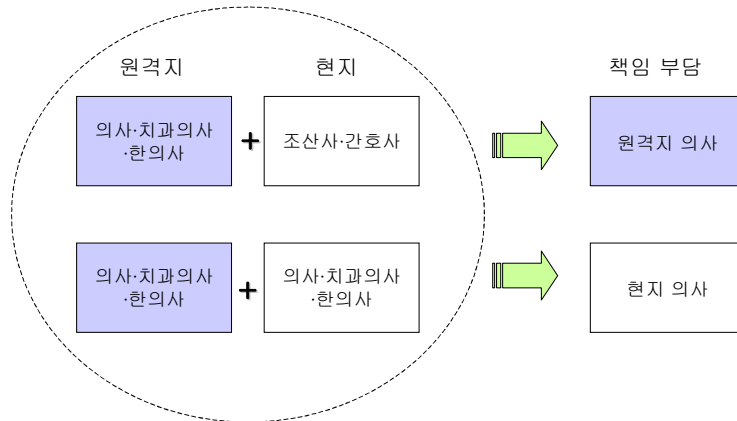 원격지
현지
책임 부담
의사·치과의사
·한의사
+
조산사·간호사
원격지 의사
의사·치과의사
·한의사
+
의사·치과의사
·한의사
현지 의사